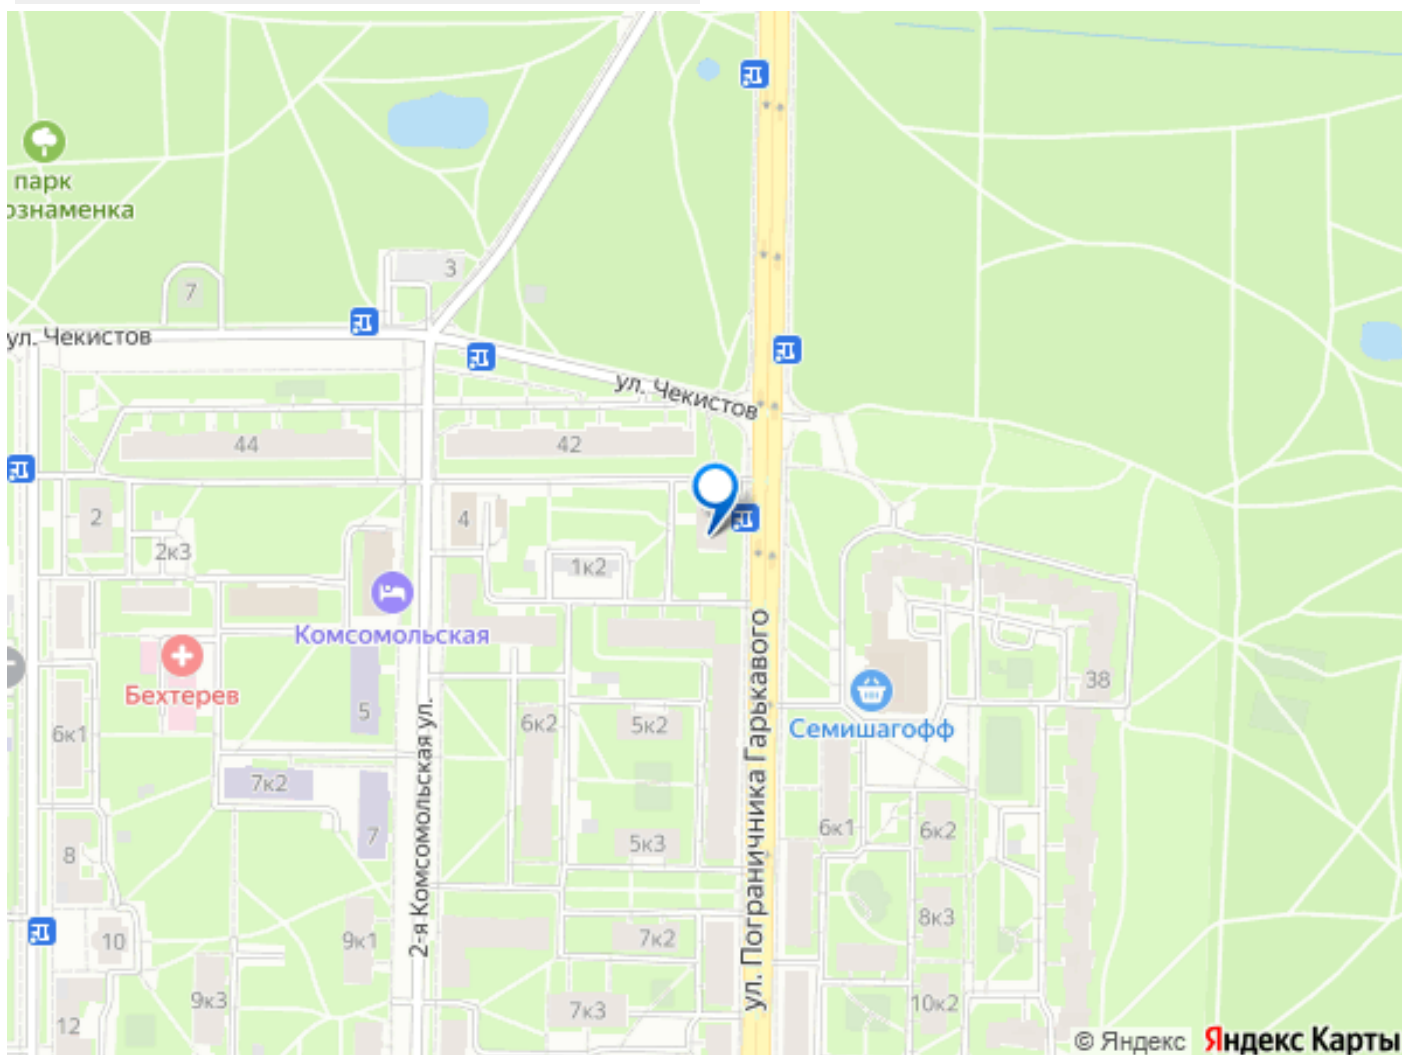 парк
ознаменка
3
7
ул. Чекистов
ул. Чекистов
44
42
2
4
2к3
1к2
Комсомольская
Бехтерев
38
6к1
5
6к2
5к2
Семишагофф
7к2
2-я Комсомольская ул.
ул. Пограничника Гарькавого
7
8
5к3
6к1
6к2
10
9к1
7к2
8к3
9к3
12
7к3
10к2
© Яндекс Яндекс Карты